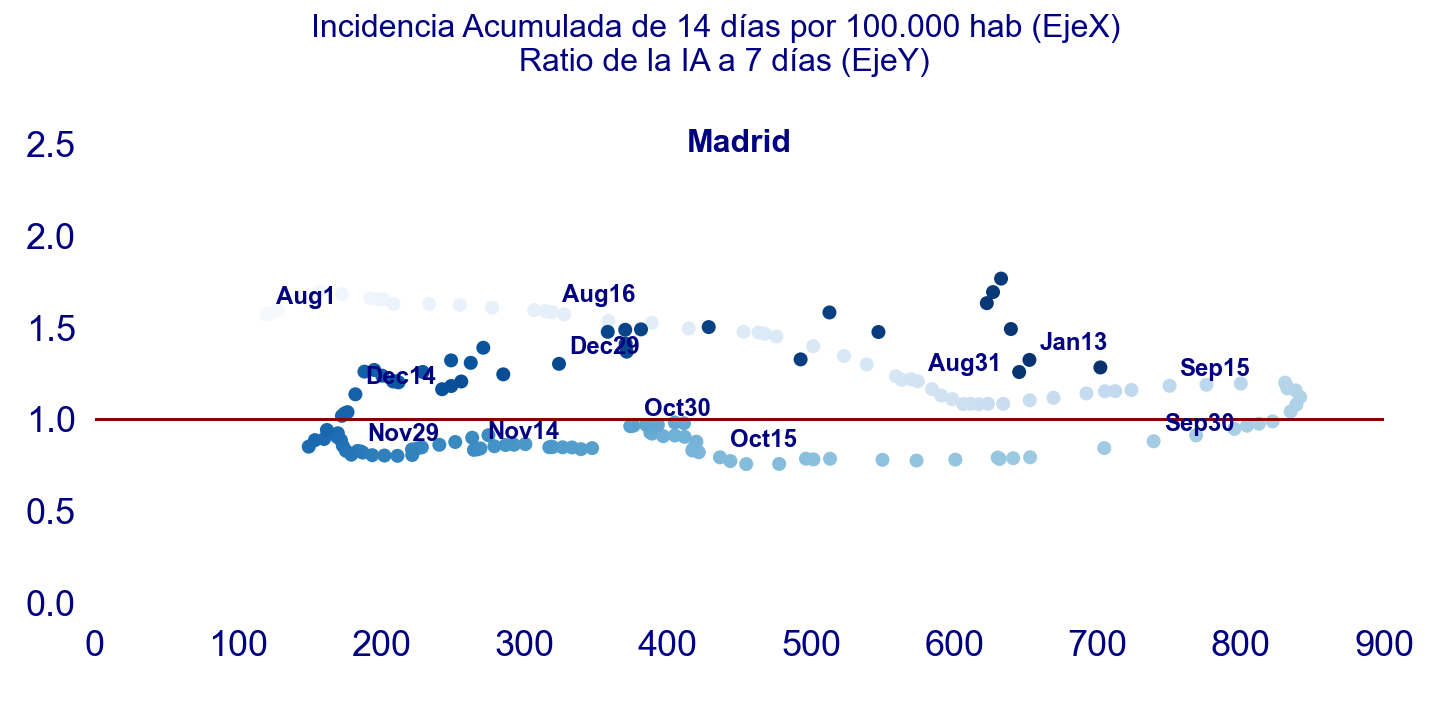 Incidencia Acumulada de 14 días por 100.000 hab (EjeX)
Ratio de la IA a 7 días (EjeY)
Madrid
2.5
2.0
Aug1
Aug16
1.5
Dec29
Jan13
Aug31
Sep15
Dec14
1.0
Oct30
Sep30
Nov29
Nov14
Oct15
0.5
0.0
0 100 200 300 400 500 600 700 800 900